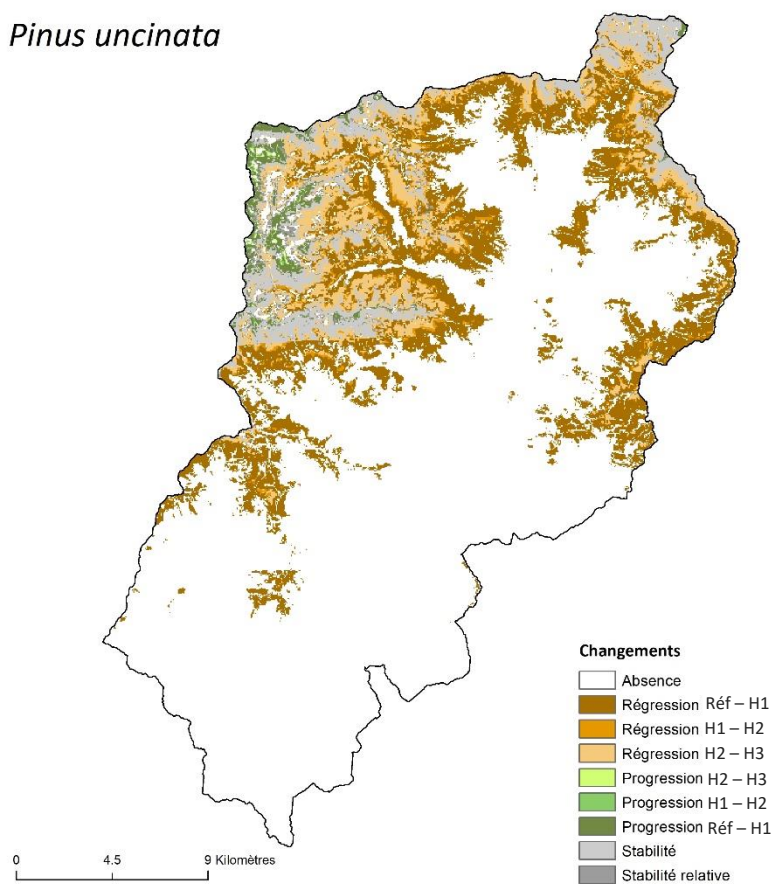 Pinus uncinata
Changements
Absence
Régression Réf – H1
Régression H1 – H2
Régression H2 – H3
Progression H2 – H3
Progression H1 – H2
Progression Réf – H1
Stabilité
Stabilité relative
0 4.5 9 Kilomètres